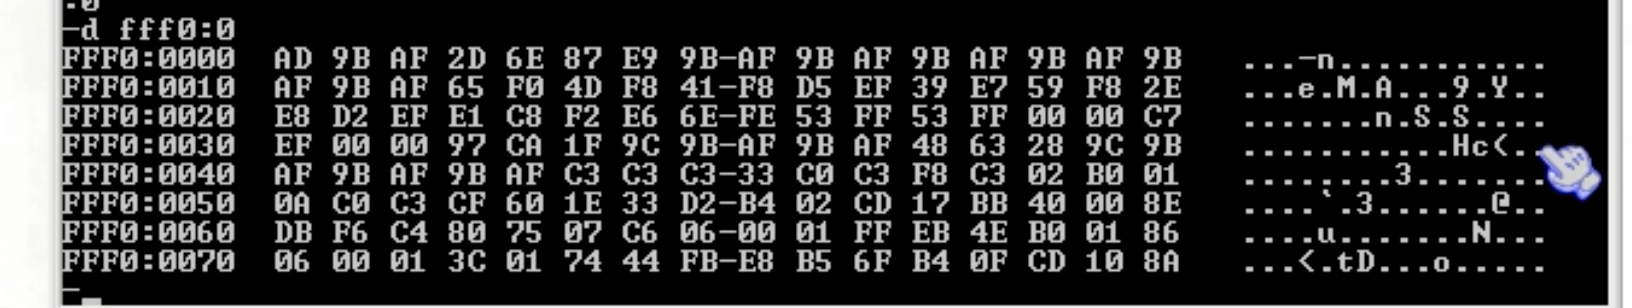 -d fff0:0
FFF0:0000  AD 9B AF 2D 6E 87 E9 9B-AF 9B AF 9B AF 9B AF 9B   ...-n...........
FFF0:0010  AF 9B AF 65 F0 4D F8 41-F8 D5 EF 39 E7 59 F8 2E   ...e.M.A...9.Y..
FFF0:0020  E8 D2 EF E1 C8 F2 E6 6E-FE 53 FF 53 FF 00 00 C7   .......n.S.S....
FFF0:0030  EF 00 00 97 CA 1F 9C 9B-AF 9B AF 48 63 28 9C 9B   ...........Hc(..
FFF0:0040  AF 9B AF 9B AF C3 C3 C3-33 C0 C3 F8 C3 02 B0 01   ........3.......
FFF0:0050  0A C0 C3 CF 60 1E 33 D2-B4 02 CD 17 BB 40 00 8E   ....`.3......@..
FFF0:0060  DB F6 C4 80 75 07 C6 06-00 01 FF EB 4E B0 01 86   ....u.......N...
FFF0:0070  06 00 01 3C 01 74 44 FB-E8 B5 6F B4 0F CD 10 8A   ...<.tD...o.....
-